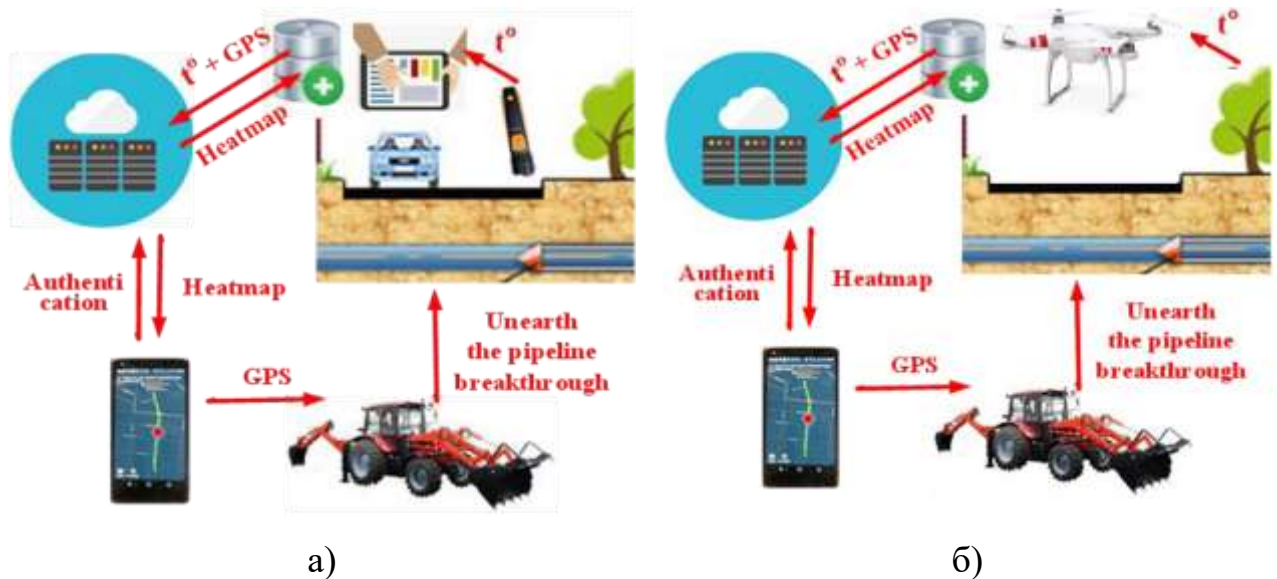 t° + GPS
Heatmap
t°
Authenti
cation
Heatmap
GPS
Unearth
the pipeline
breakthrough
а)
t° + GPS
Heatmap
t°
Authenti
cation
Heatmap
GPS
Unearth
the pipeline
breakthrough
б)